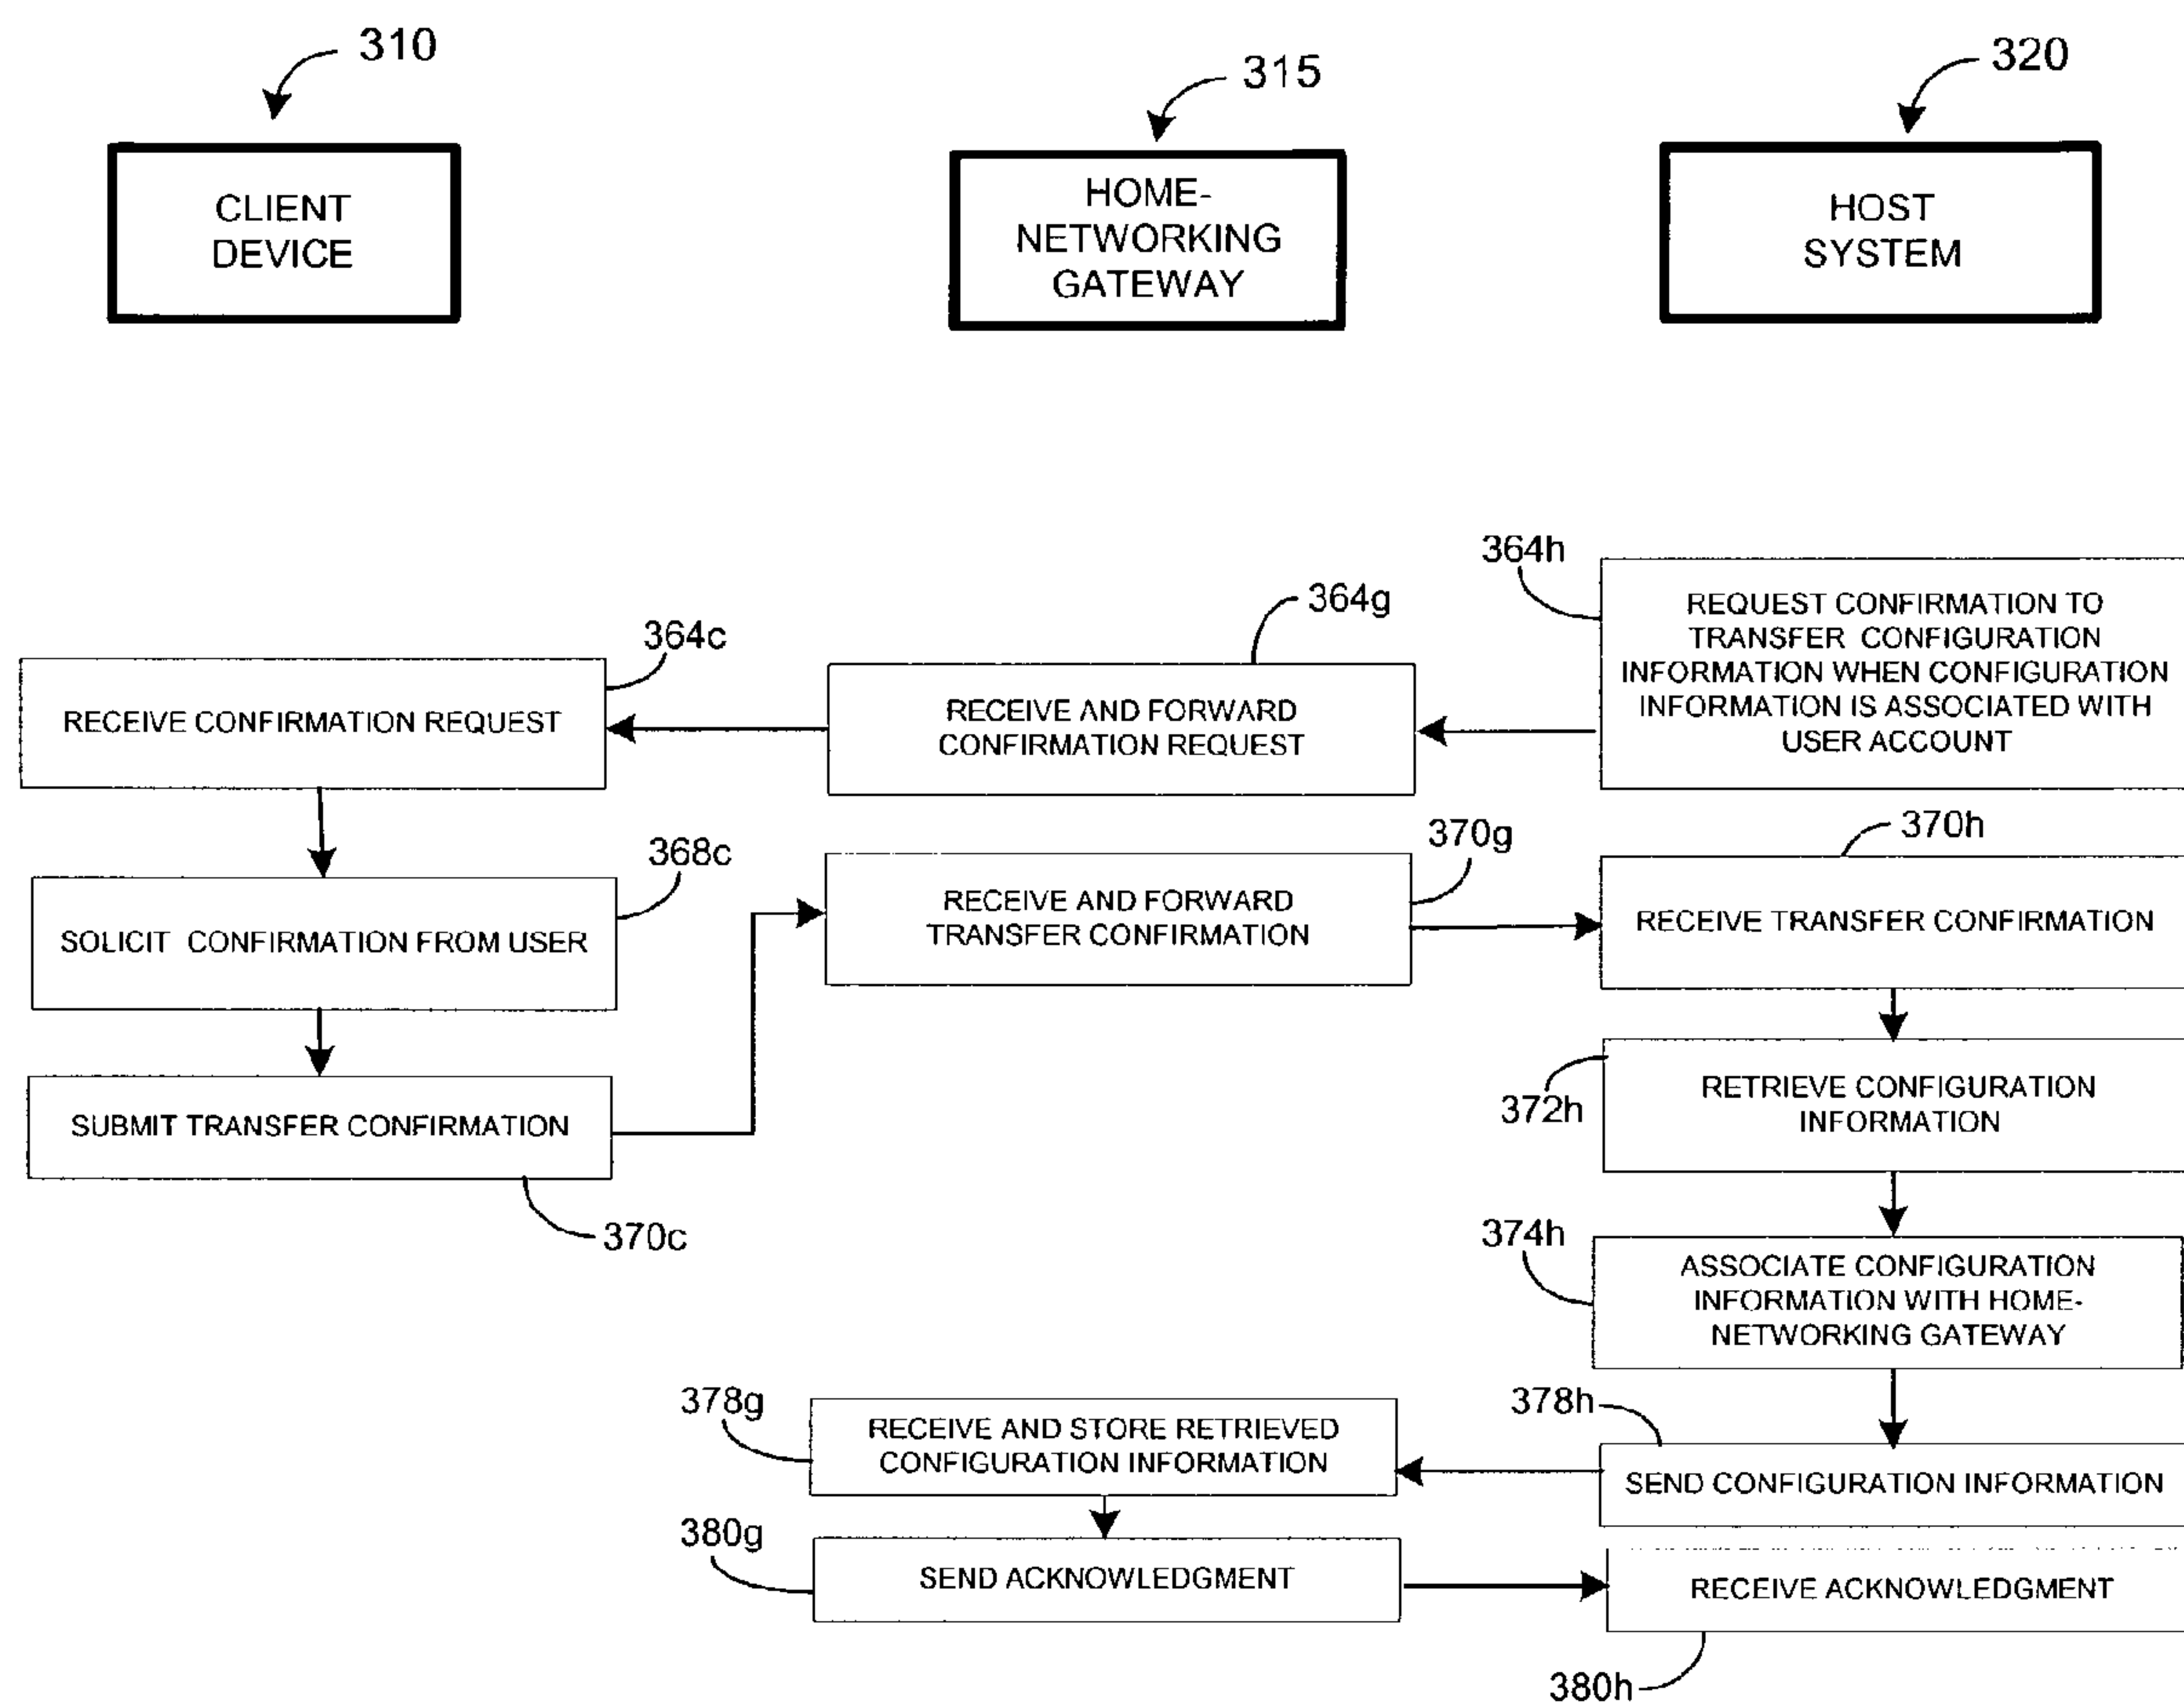 310
315
320
CLIENT
DEVICE
HOME-
NETWORKING
GATEWAY
HOST
SYSTEM
364h
REQUEST CONFIRMATION TO
TRANSFER CONFIGURATION
INFORMATION WHEN CONFIGURATION
INFORMATION IS ASSOCIATED WITH
USER ACCOUNT
364g
RECEIVE AND FORWARD
CONFIRMATION REQUEST
364c
RECEIVE CONFIRMATION REQUEST
368c
SOLICIT CONFIRMATION FROM USER
SUBMIT TRANSFER CONFIRMATION
370c
370g
RECEIVE AND FORWARD
TRANSFER CONFIRMATION
370h
RECEIVE TRANSFER CONFIRMATION
372h
RETRIEVE CONFIGURATION
INFORMATION
374h
ASSOCIATE CONFIGURATION
INFORMATION WITH HOME-
NETWORKING GATEWAY
378h
SEND CONFIGURATION INFORMATION
378g
RECEIVE AND STORE RETRIEVED
CONFIGURATION INFORMATION
380g
SEND ACKNOWLEDGMENT
RECEIVE ACKNOWLEDGMENT
380h